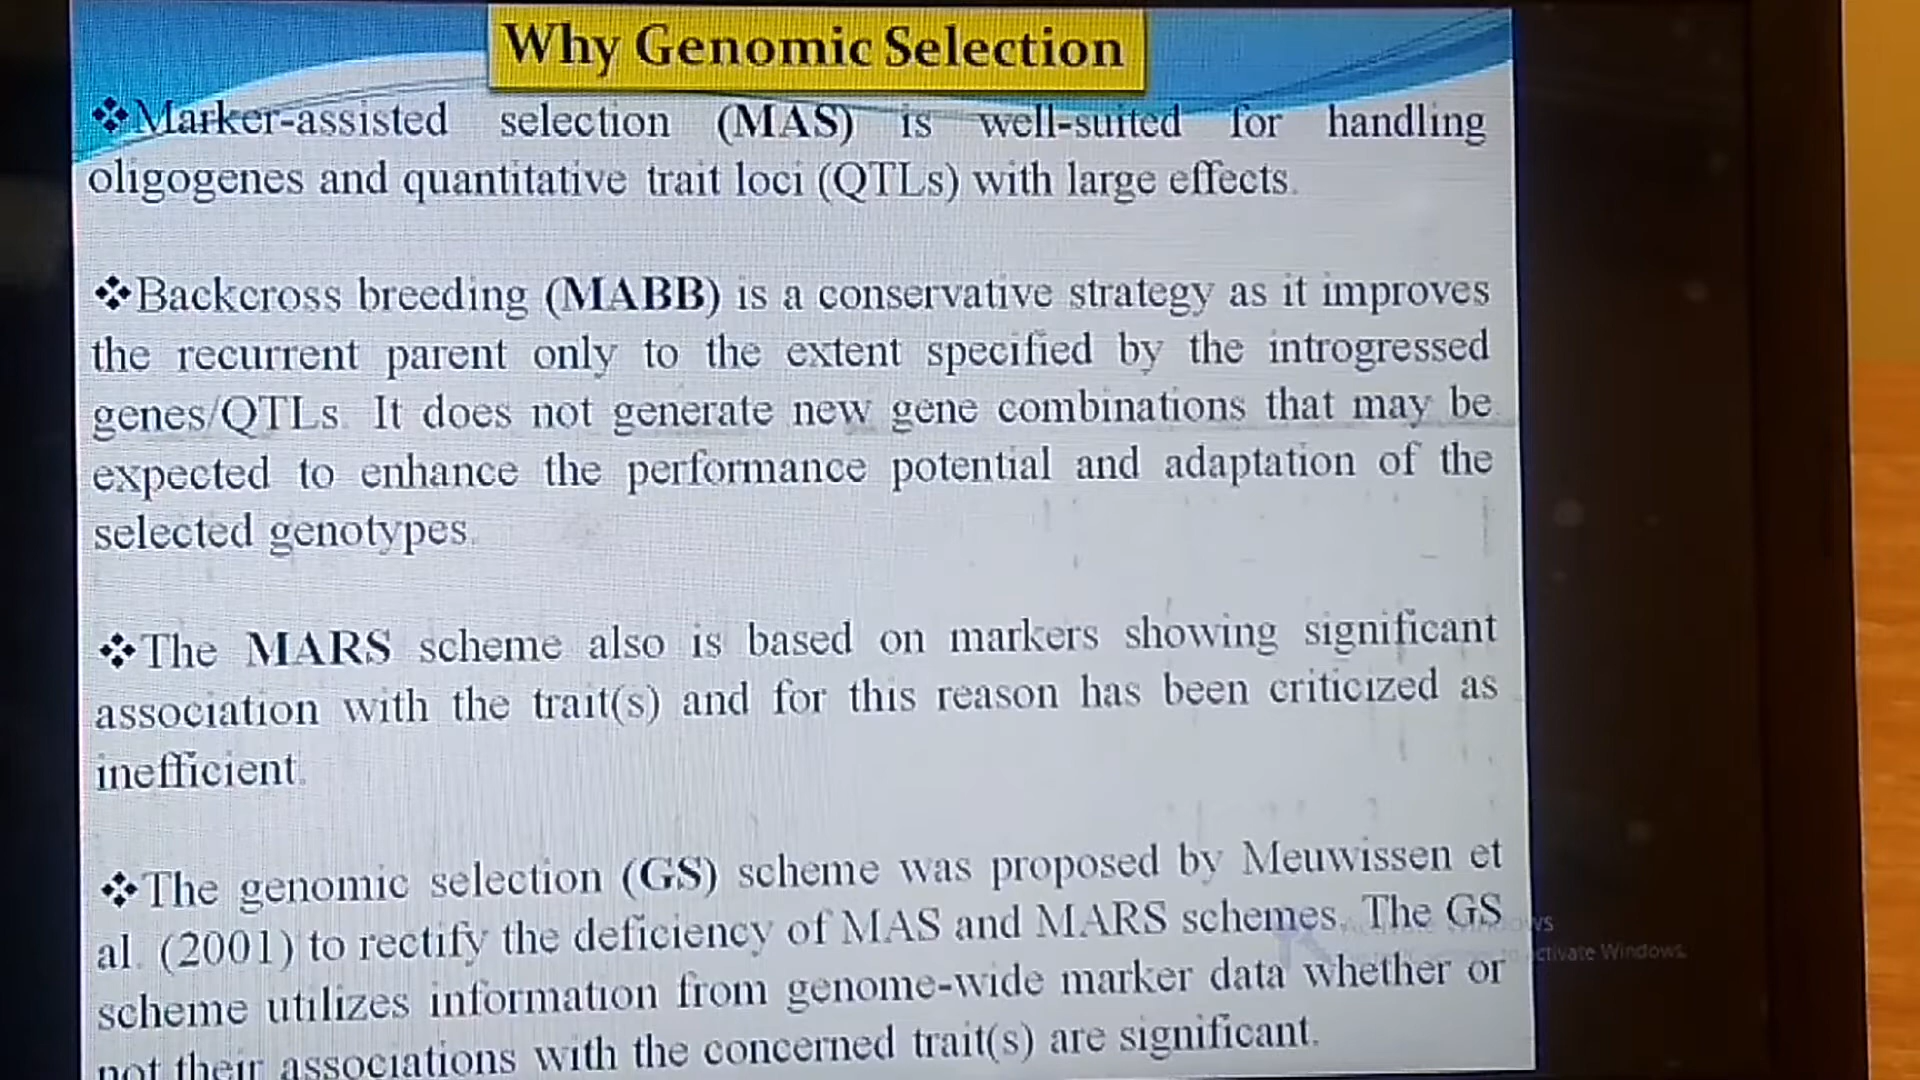 Why Genomic Selection
❖Marker-assisted selection (MAS) is well-suited for handling
oligogenes and quantitative trait loci (QTLs) with large effects.
❖Backcross breeding (MABB) is a conservative strategy as it improves
the recurrent parent only to the extent specified by the introgressed
genes/QTLs. It does not generate new gene combinations that may be
expected to enhance the performance potential and adaptation of the
selected genotypes.
❖The MARS scheme also is based on markers showing significant
association with the trait(s) and for this reason has been criticized as
inefficient.
❖The genomic selection (GS) scheme was proposed by Meuwissen et
al. (2001) to rectify the deficiency of MAS and MARS schemes. The GS
scheme utilizes information from genome-wide marker data whether or
not their associations with the concerned trait(s) are significant.
Activate Windows.